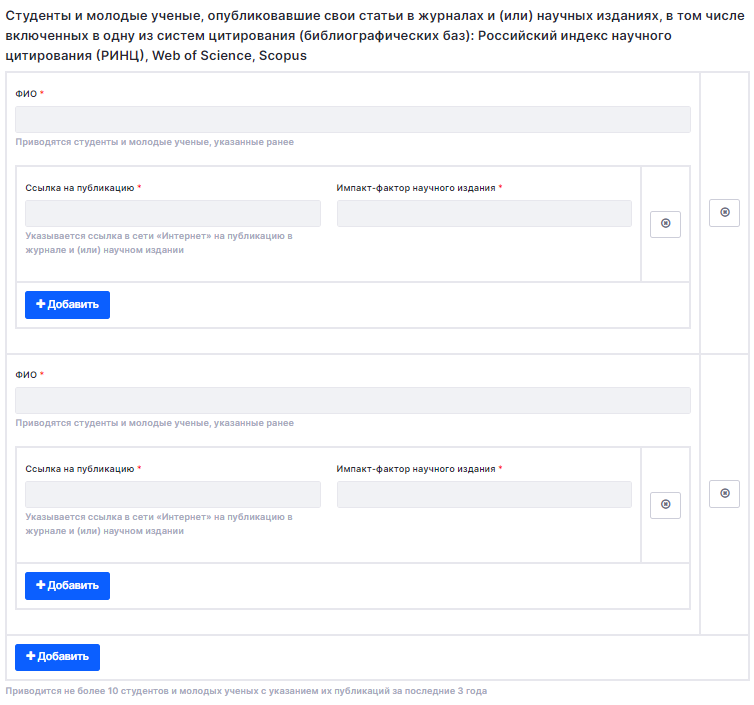 Студенты и молодые ученые, опубликовавшие свои статьи в журналах и (или) научных изданиях, в том числе
включенных в одну из систем цитирования (библиографических баз): Российский индекс научного
цитирования (РИНЦ), Web of Science, Scopus
ФИО *
Приводятся студенты и молодые ученые, указанные ранее
Ссылка на публикацию * Импакт-фактор научного издания *
Указывается ссылка в сети «Интернет» на публикацию в
журнале и (или) научном издании
+ Добавить
ФИО *
Приводятся студенты и молодые ученые, указанные ранее
Ссылка на публикацию * Импакт-фактор научного издания *
Указывается ссылка в сети «Интернет» на публикацию в
журнале и (или) научном издании
+ Добавить
+ Добавить
Приводится не более 10 студентов и молодых ученых с указанием их публикаций за последние 3 года